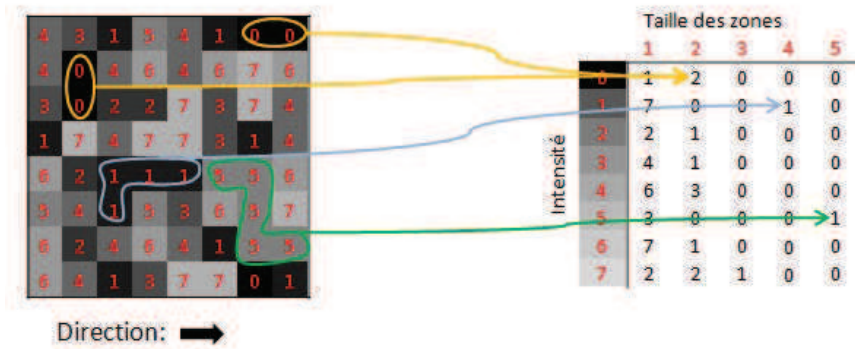 Taille des zones
1 2 3 4 5
4 3 1 5 4 1 0 0
4 0 4 6 4 6 7 6
3 0 2 2 7 3 7 4
1 7 4 7 7 3 1 4
6 2 1 1 1 5 5 6
5 4 1 5 3 6 5 7
6 2 4 6 4 1 5 5
6 4 1 3 7 7 0 1
Intensité
0 1 2 0 0 0
1 7 0 0 1 0
2 2 1 0 0 0
3 4 1 0 0 0
4 6 3 0 0 0
5 3 0 0 0 1
6 7 1 0 0 0
7 2 2 1 0 0
Direction: